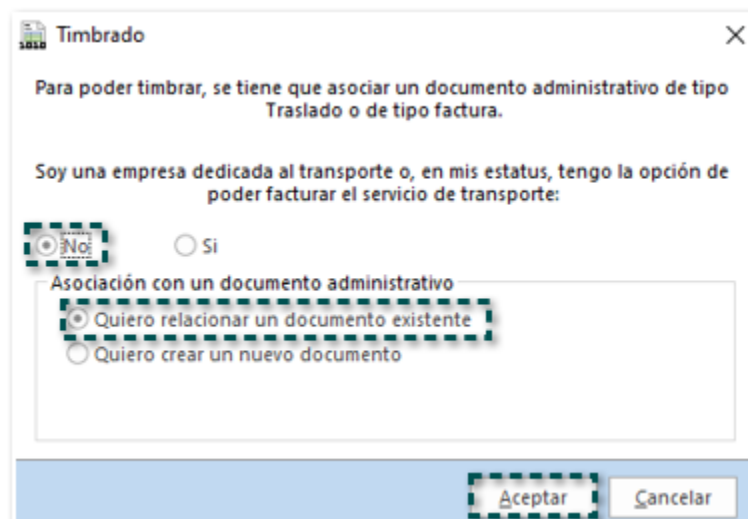 Timbrado
Para poder timbrar, se tiene que asociar un documento administrativo de tipo
Traslado o de tipo factura.
Soy una empresa dedicada al transporte o, en mis estatus, tengo la opción de
poder facturar el servicio de transporte:
No Si
Asociación con un documento administrativo
Quiero relacionar un documento existente
Quiero crear un nuevo documento
Aceptar Cancelar